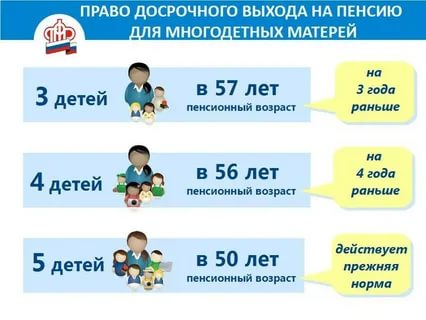 ПРАВО ДОСРОЧНОГО ВЫХОДА НА ПЕНСИЮ
ДЛЯ МНОГОДЕТНЫХ МАТЕРЕЙ
ПФР
3 детей
в 57 лет
пенсионный возраст
на
3 года
раньше
4 детей
в 56 лет
пенсионный возраст
на
4 года
раньше
5 детей
в 50 лет
пенсионный возраст
действует
прежняя
норма